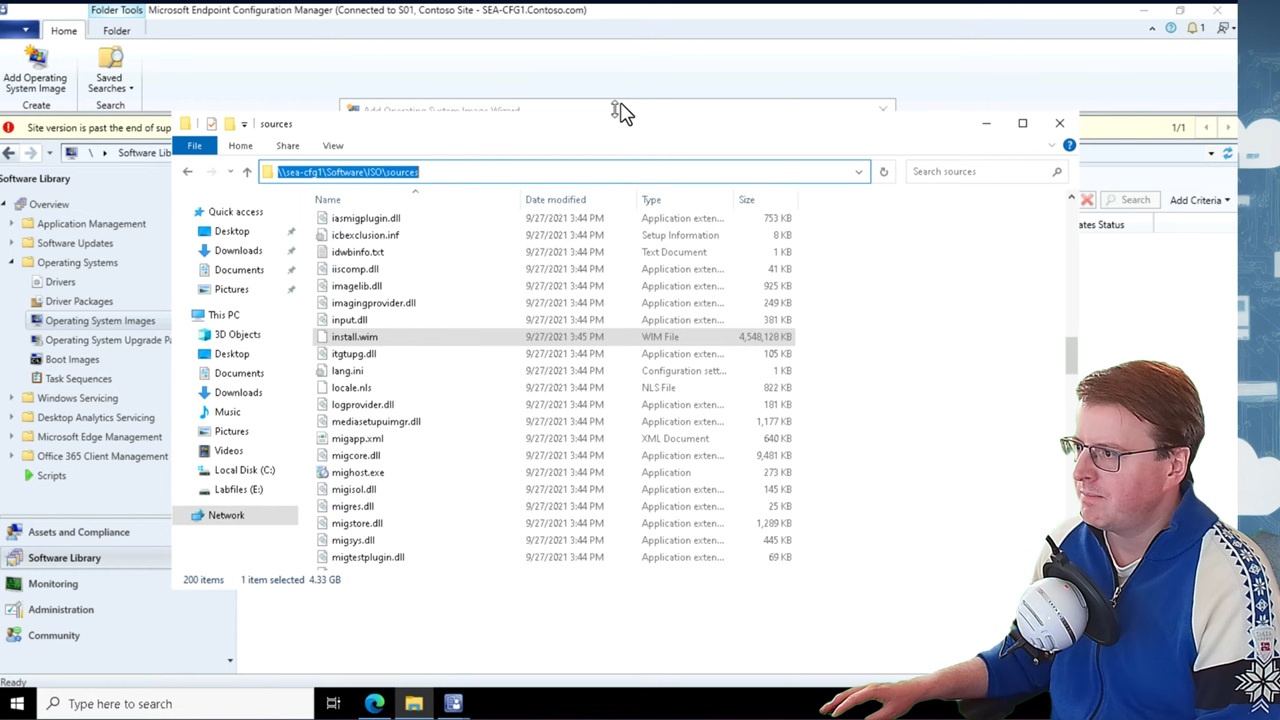 Folder Tools
Microsoft Endpoint Configuration Manager (Connected to S01, Contoso Site - SEA-CFG1.Contoso.com)
Home
Folder
Add Operating
System Image
Saved
Searches
Create
Search
Add Operating System Image Wizard
Site version is past the end of sup
1/1
\
Software Lib
sources
File
Home
Share
View
\\sea-cfg1\Software\ISO\sources
Search sources
Search
Add Criteria
ates Status
Software Library
Overview
Application Management
Software Updates
Operating Systems
Drivers
Driver Packages
Operating System Images
Operating System Upgrade Pa
Boot Images
Task Sequences
Windows Servicing
Desktop Analytics Servicing
Microsoft Edge Management
Office 365 Client Management
Scripts
Assets and Compliance
Software Library
Monitoring
Administration
Community
Ready
Quick access
Desktop
Downloads
Documents
Pictures
This PC
3D Objects
Desktop
Documents
Downloads
Music
Pictures
Videos
Local Disk (C:)
Labfiles (E:)
Network
Name Date modified Type Size
iasmigplugin.dll 9/27/2021 3:44 PM Application exten... 753 KB
icbexclusion.inf 9/27/2021 3:44 PM Setup Information 8 KB
idwbinfo.txt 9/27/2021 3:44 PM Text Document 1 KB
iiscomp.dll 9/27/2021 3:44 PM Application exten... 41 KB
imagelib.dll 9/27/2021 3:44 PM Application exten... 925 KB
imagingprovider.dll 9/27/2021 3:44 PM Application exten... 249 KB
input.dll 9/27/2021 3:44 PM Application exten... 381 KB
install.wim 9/27/2021 3:45 PM WIM File 4,548,128 KB
itgtupg.dll 9/27/2021 3:44 PM Application exten... 105 KB
lang.ini 9/27/2021 3:44 PM Configuration sett... 1 KB
locale.nls 9/27/2021 3:44 PM NLS File 822 KB
logprovider.dll 9/27/2021 3:44 PM Application exten... 181 KB
mediasetupuimgr.dll 9/27/2021 3:44 PM Application exten... 1,177 KB
migapp.xml 9/27/2021 3:44 PM XML Document 640 KB
migcore.dll 9/27/2021 3:44 PM Application exten... 9,481 KB
mighost.exe 9/27/2021 3:44 PM Application 273 KB
migisol.dll 9/27/2021 3:44 PM Application exten... 145 KB
migres.dll 9/27/2021 3:44 PM Application exten... 25 KB
migstore.dll 9/27/2021 3:44 PM Application exten... 1,289 KB
migsys.dll 9/27/2021 3:44 PM Application exten... 445 KB
migtestplugin.dll 9/27/2021 3:44 PM Application exten... 69 KB
200 items 1 item selected 4.33 GB
Type here to search